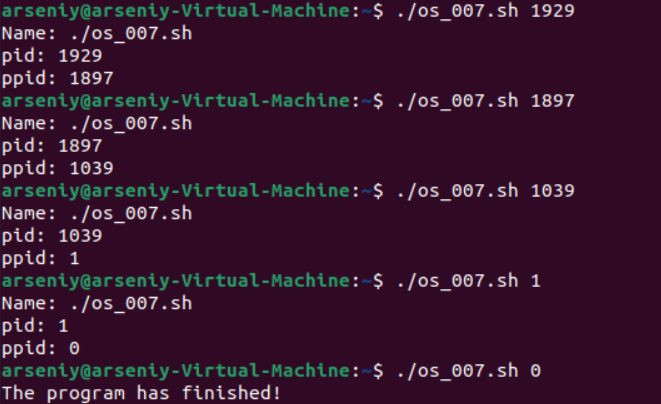 arseniy@arseniy-Virtual-Machine:~$ ./os_007.sh 1929
Name: ./os_007.sh
pid: 1929
ppid: 1897
arseniy@arseniy-Virtual-Machine:~$ ./os_007.sh 1897
Name: ./os_007.sh
pid: 1897
ppid: 1039
arseniy@arseniy-Virtual-Machine:~$ ./os_007.sh 1039
Name: ./os_007.sh
pid: 1039
ppid: 1
arseniy@arseniy-Virtual-Machine:~$ ./os_007.sh 1
Name: ./os_007.sh
pid: 1
ppid: 0
arseniy@arseniy-Virtual-Machine:~$ ./os_007.sh 0
The program has finished!